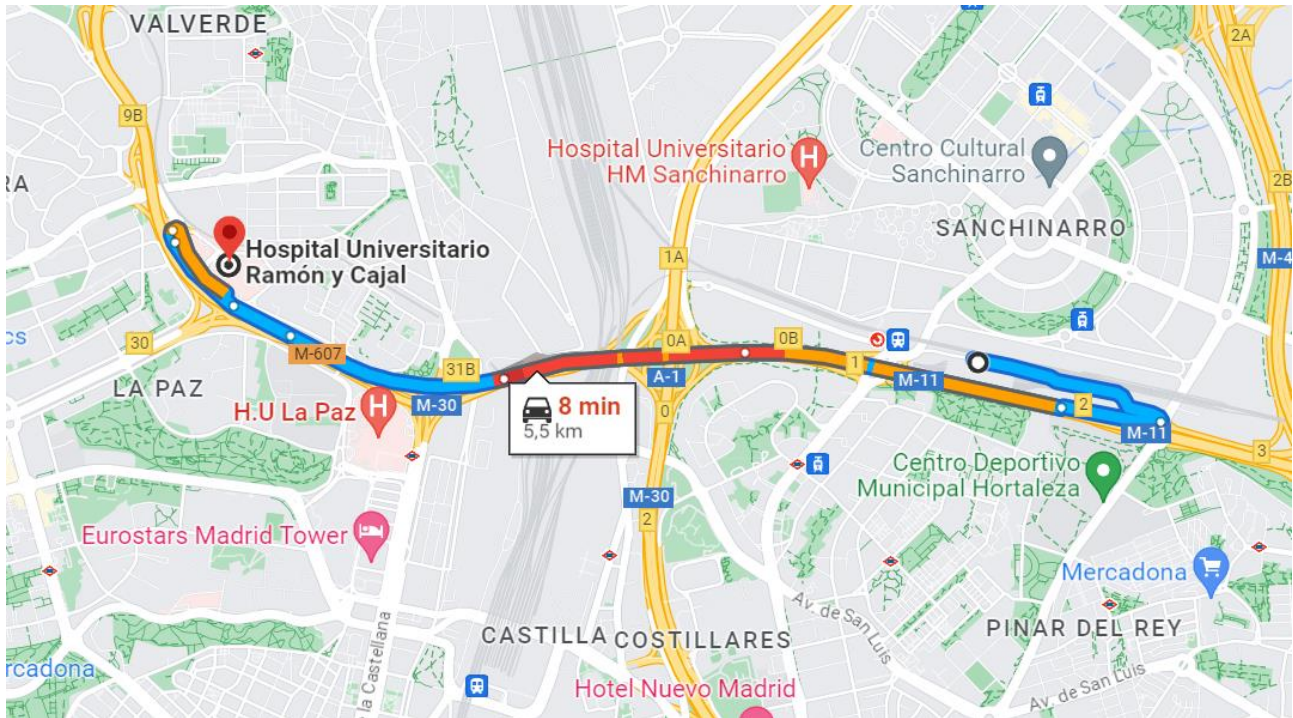 VALVERDE
2A
9B
Hospital Universitario
HM Sanchinarro
H
Centro Cultural
Sanchinarro
RA
2B
SANCHINARRO
Hospital Universitario
Ramón y Cajal
1A
M-4
cs
30
M-607
0A
0B
31B
1
LA PAZ
A-1
M-11
M-30
8 min
5,5 km
0
2
M-11
H.U La Paz
H
3
Centro Deportivo
Municipal Hortaleza
M-30
2
Eurostars Madrid Tower
Mercadona
Av. de San Luis
CASTILLA
COSTILLARES
PINAR DEL REY
la Castellana
rcadona
Hotel Nuevo Madrid
Av. de San Luis